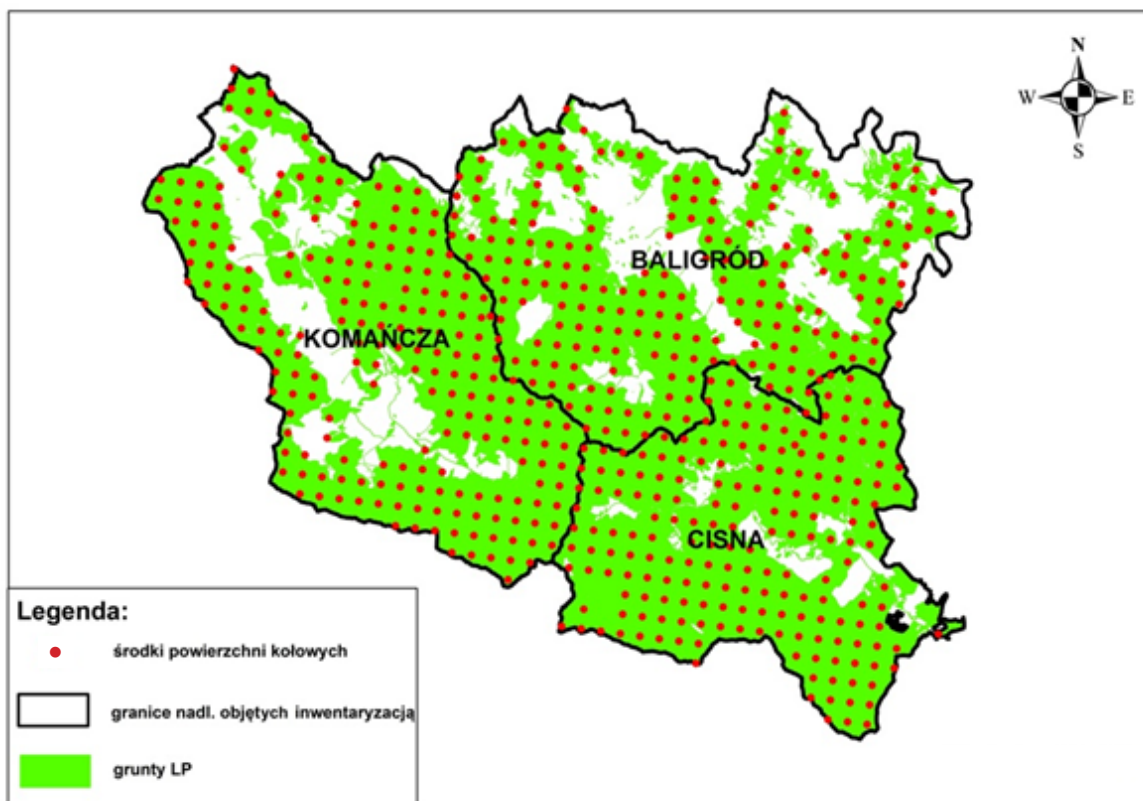 N
W E
S
BALIGRÓD
KOMAŃCZA
CISNA
Legenda:
środki powierzchni kołowych
granice nadl. objętych inwentaryzacją
grunty LP